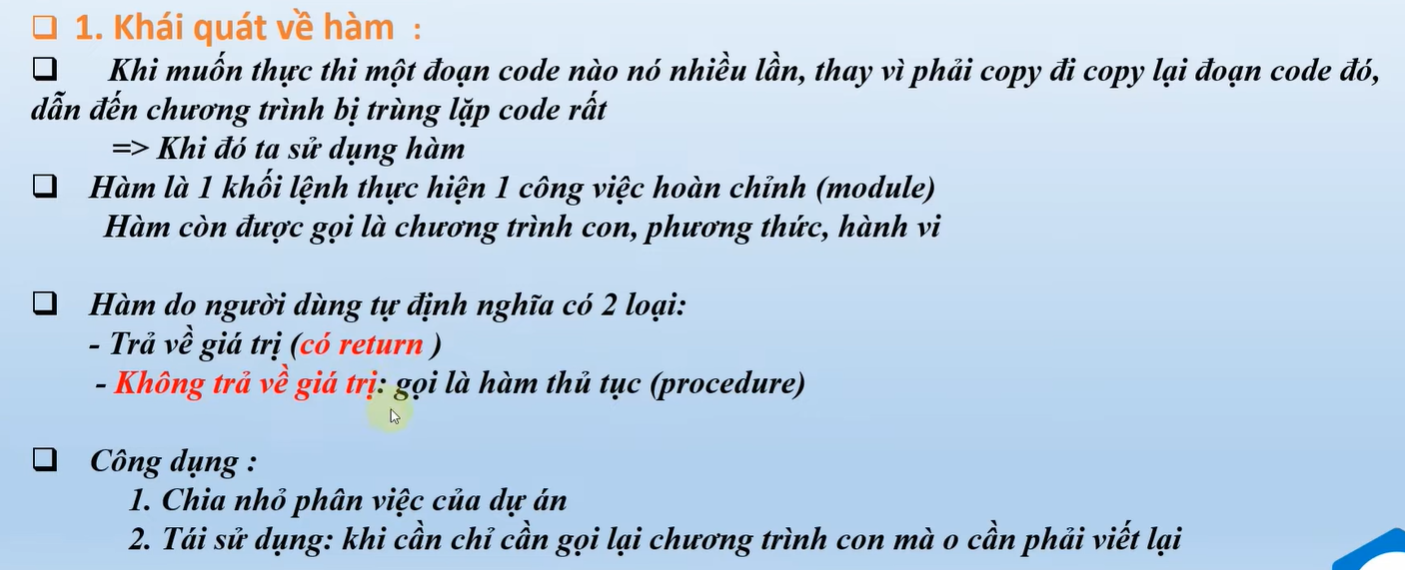 1. Khái quát về hàm :
Khi muốn thực thi một đoạn code nào nó nhiều lần, thay vì phải copy đi copy lại đoạn code đó,
dẫn đến chương trình bị trùng lặp code rất
=> Khi đó ta sử dụng hàm
Hàm là 1 khối lệnh thực hiện 1 công việc hoàn chỉnh (module)
Hàm còn được gọi là chương trình con, phương thức, hành vi
Hàm do người dùng tự định nghĩa có 2 loại:
- Trả về giá trị (có return )
- Không trả về giá trị: gọi là hàm thủ tục (procedure)
Công dụng :
1. Chia nhỏ phân việc của dự án
2. Tái sử dụng: khi cần chỉ cần gọi lại chương trình con mà o cần phải viết lại